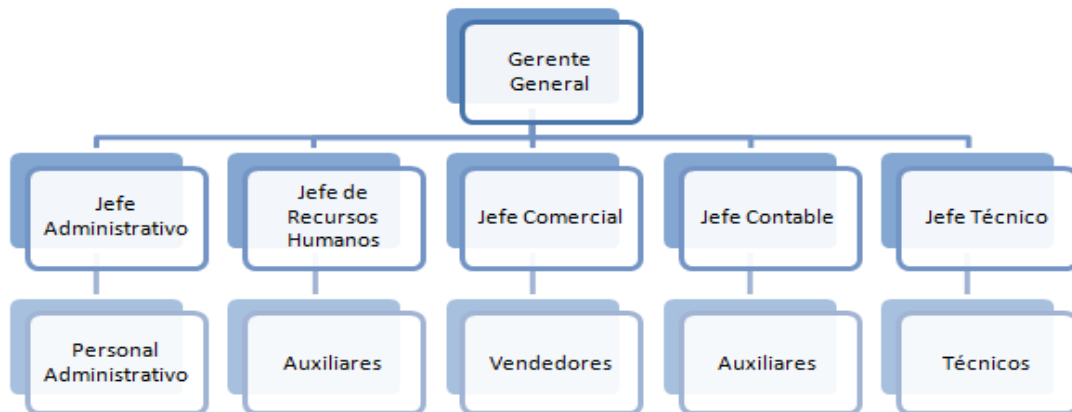 Gerente
General
Jefe
Administrativo
Jefe de
Recursos
Humanos
Jefe Comercial
Jefe Contable
Jefe Técnico
Personal
Administrativo
Auxiliares
Vendedores
Auxiliares
Técnicos